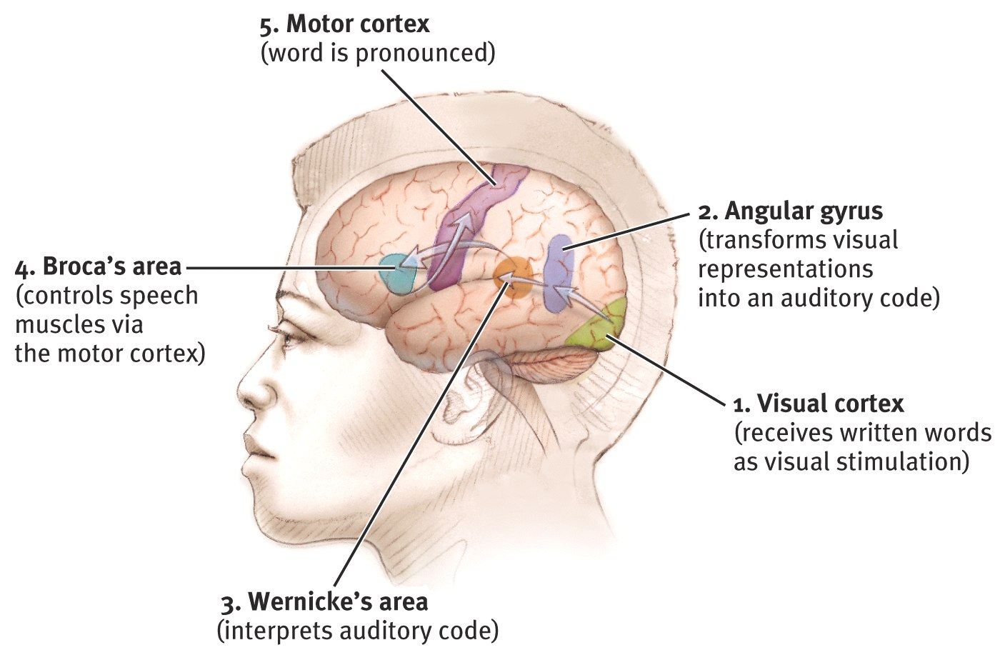 5. Motor cortex
(word is pronounced)
2. Angular gyrus
(transforms visual
representations
into an auditory code)
4. Broca’s area
(controls speech
muscles via
the motor cortex)
1. Visual cortex
(receives written words
as visual stimulation)
3. Wernicke’s area
(interprets auditory code)